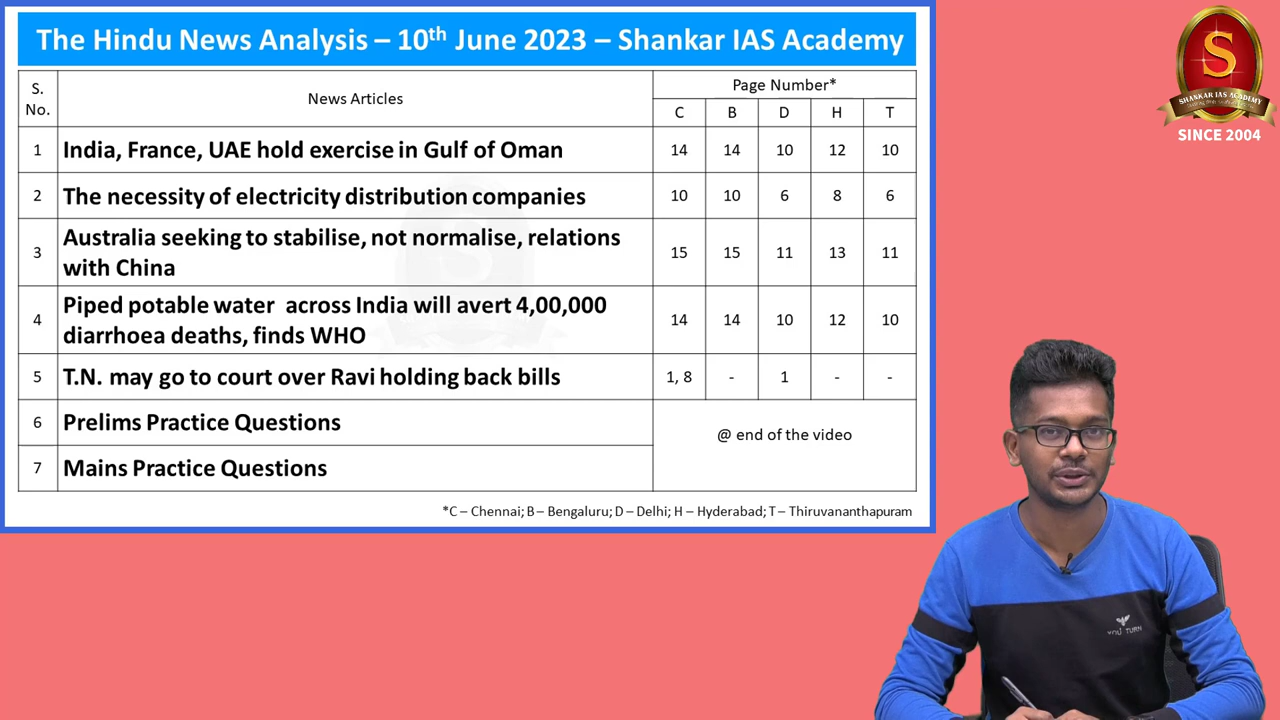 The Hindu News Analysis – 10th June 2023 – Shankar IAS Academy
S. No.
News Articles
Page Number*
C B D H T
1 India, France, UAE hold exercise in Gulf of Oman 14 14 10 12 10
2 The necessity of electricity distribution companies 10 10 6 8 6
3 Australia seeking to stabilise, not normalise, relations
with China 15 15 11 13 11
4 Piped potable water across India will avert 4,00,000
diarrhoea deaths, finds WHO 14 14 10 12 10
5 T.N. may go to court over Ravi holding back bills 1, 8 - 1 - -
6 Prelims Practice Questions
7 Mains Practice Questions
@ end of the video
*C – Chennai; B – Bengaluru; D – Delhi; H – Hyderabad; T – Thiruvananthapuram
S
SHANKAR IAS ACADEMY
SINCE 2004
YOU TURN